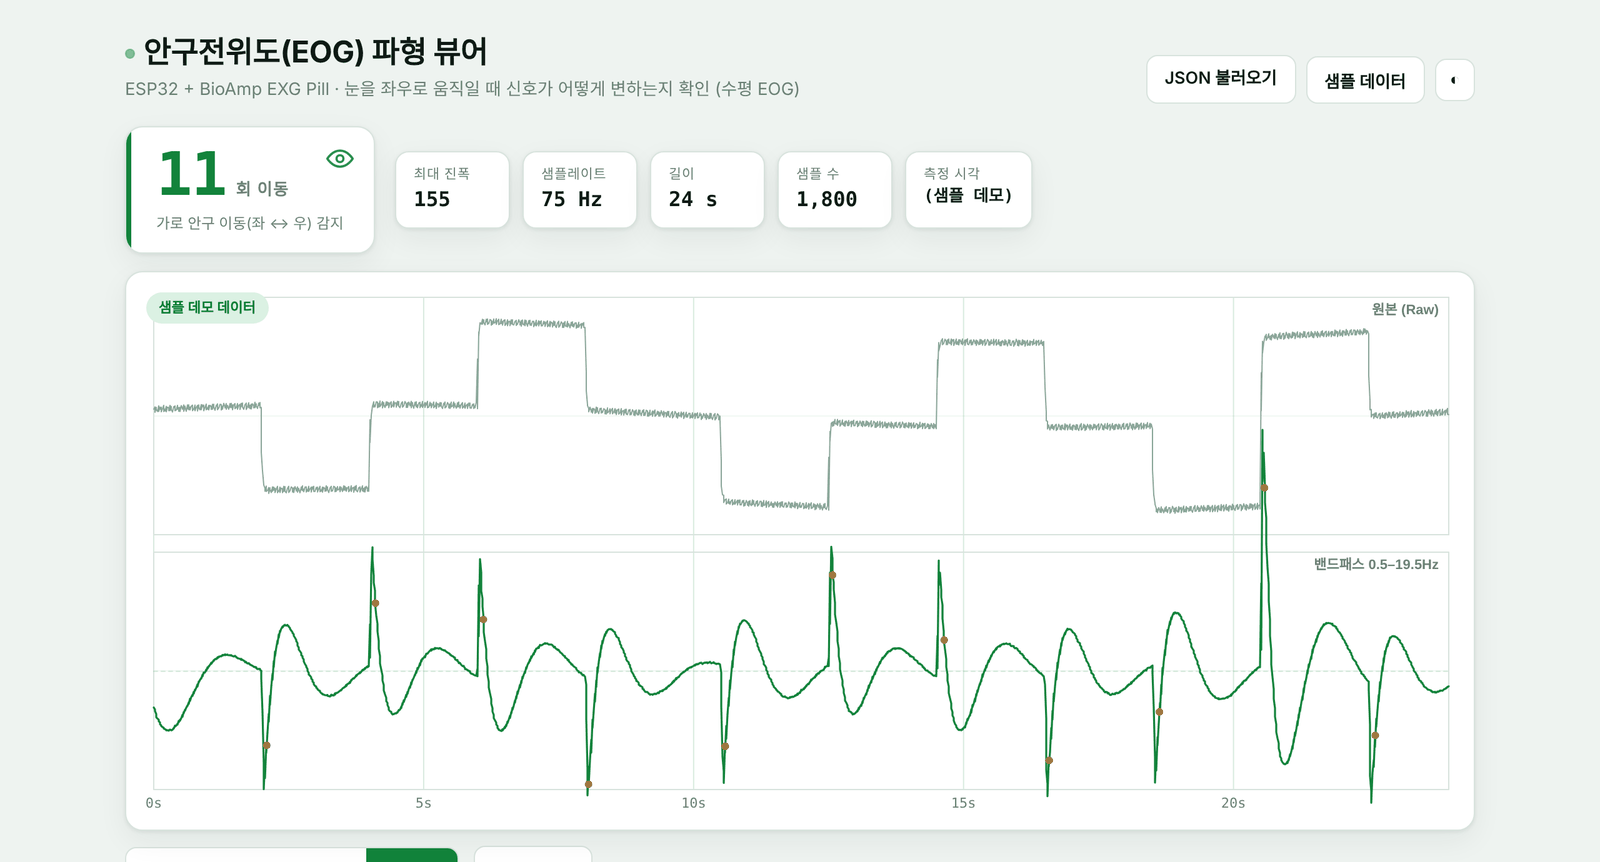 안구전위도(EOG) 파형 뷰어
ESP32 + BioAmp EXG Pill · 눈을 좌우로 움직일 때 신호가 어떻게 변하는지 확인 (수평 EOG)
JSON 불러오기
샘플 데이터
11 회 이동
가로 안구 이동(좌 ↔ 우) 감지
최대 진폭
155
샘플레이트
75 Hz
길이
24 s
샘플 수
1,800
측정 시각
(샘플 데모)
샘플 데모 데이터
원본 (Raw)
밴드패스 0.5–19.5Hz
0s
5s
10s
15s
20s